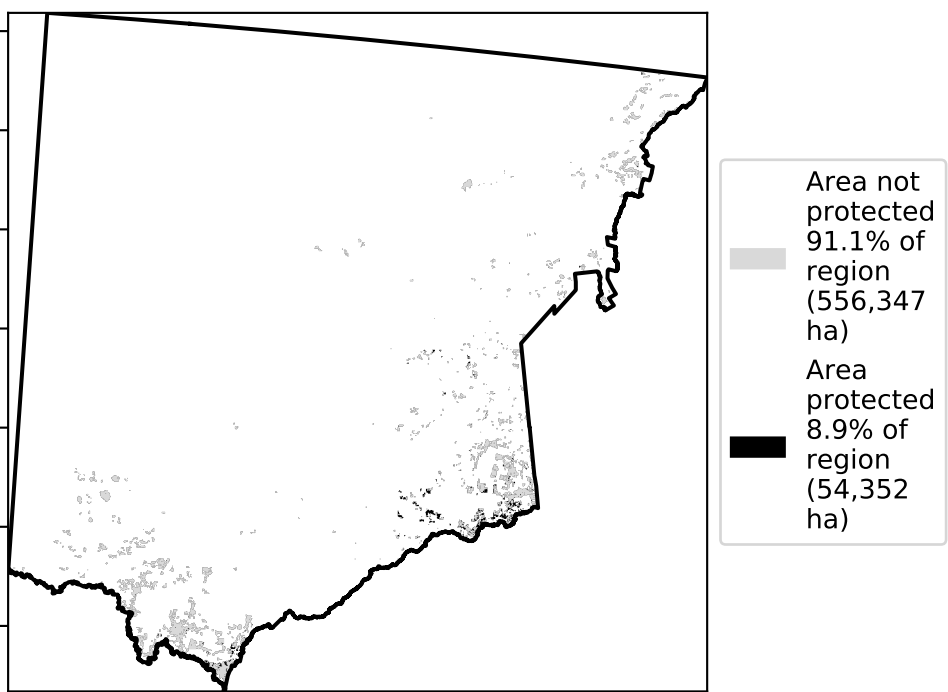 Area not
protected
91.1% of
region
(556,347
ha)
Area
protected
8.9% of
region
(54,352
ha)